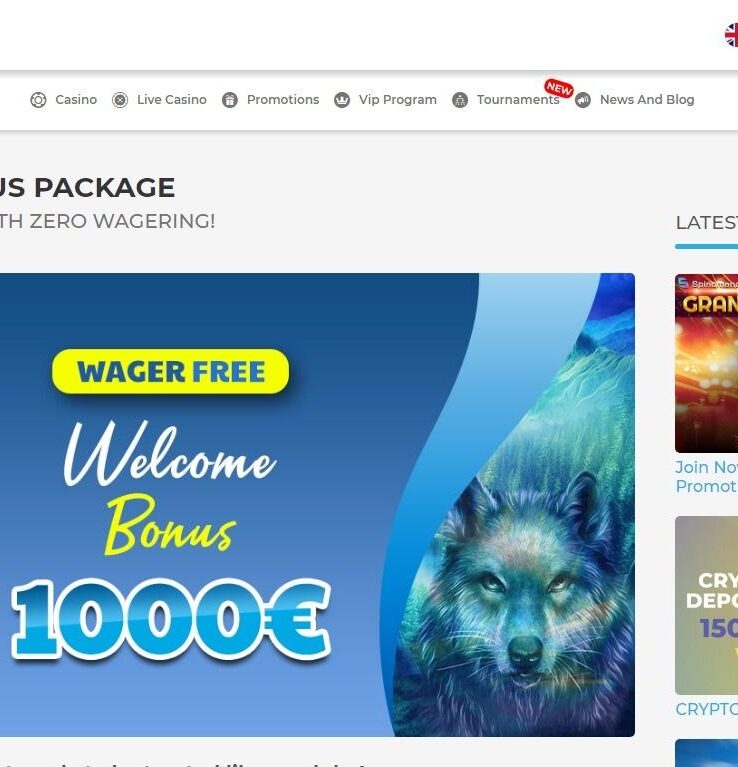 Casino Live Casino Promotions Vip Program Tournaments NEW News And Blog
US PACKAGE
TH ZERO WAGERING!
LATEST
WAGER FREE
Welcome
Bonus
1000€
GRAN
Join No
Promot
CRY
DEPO
150
CRYPTO